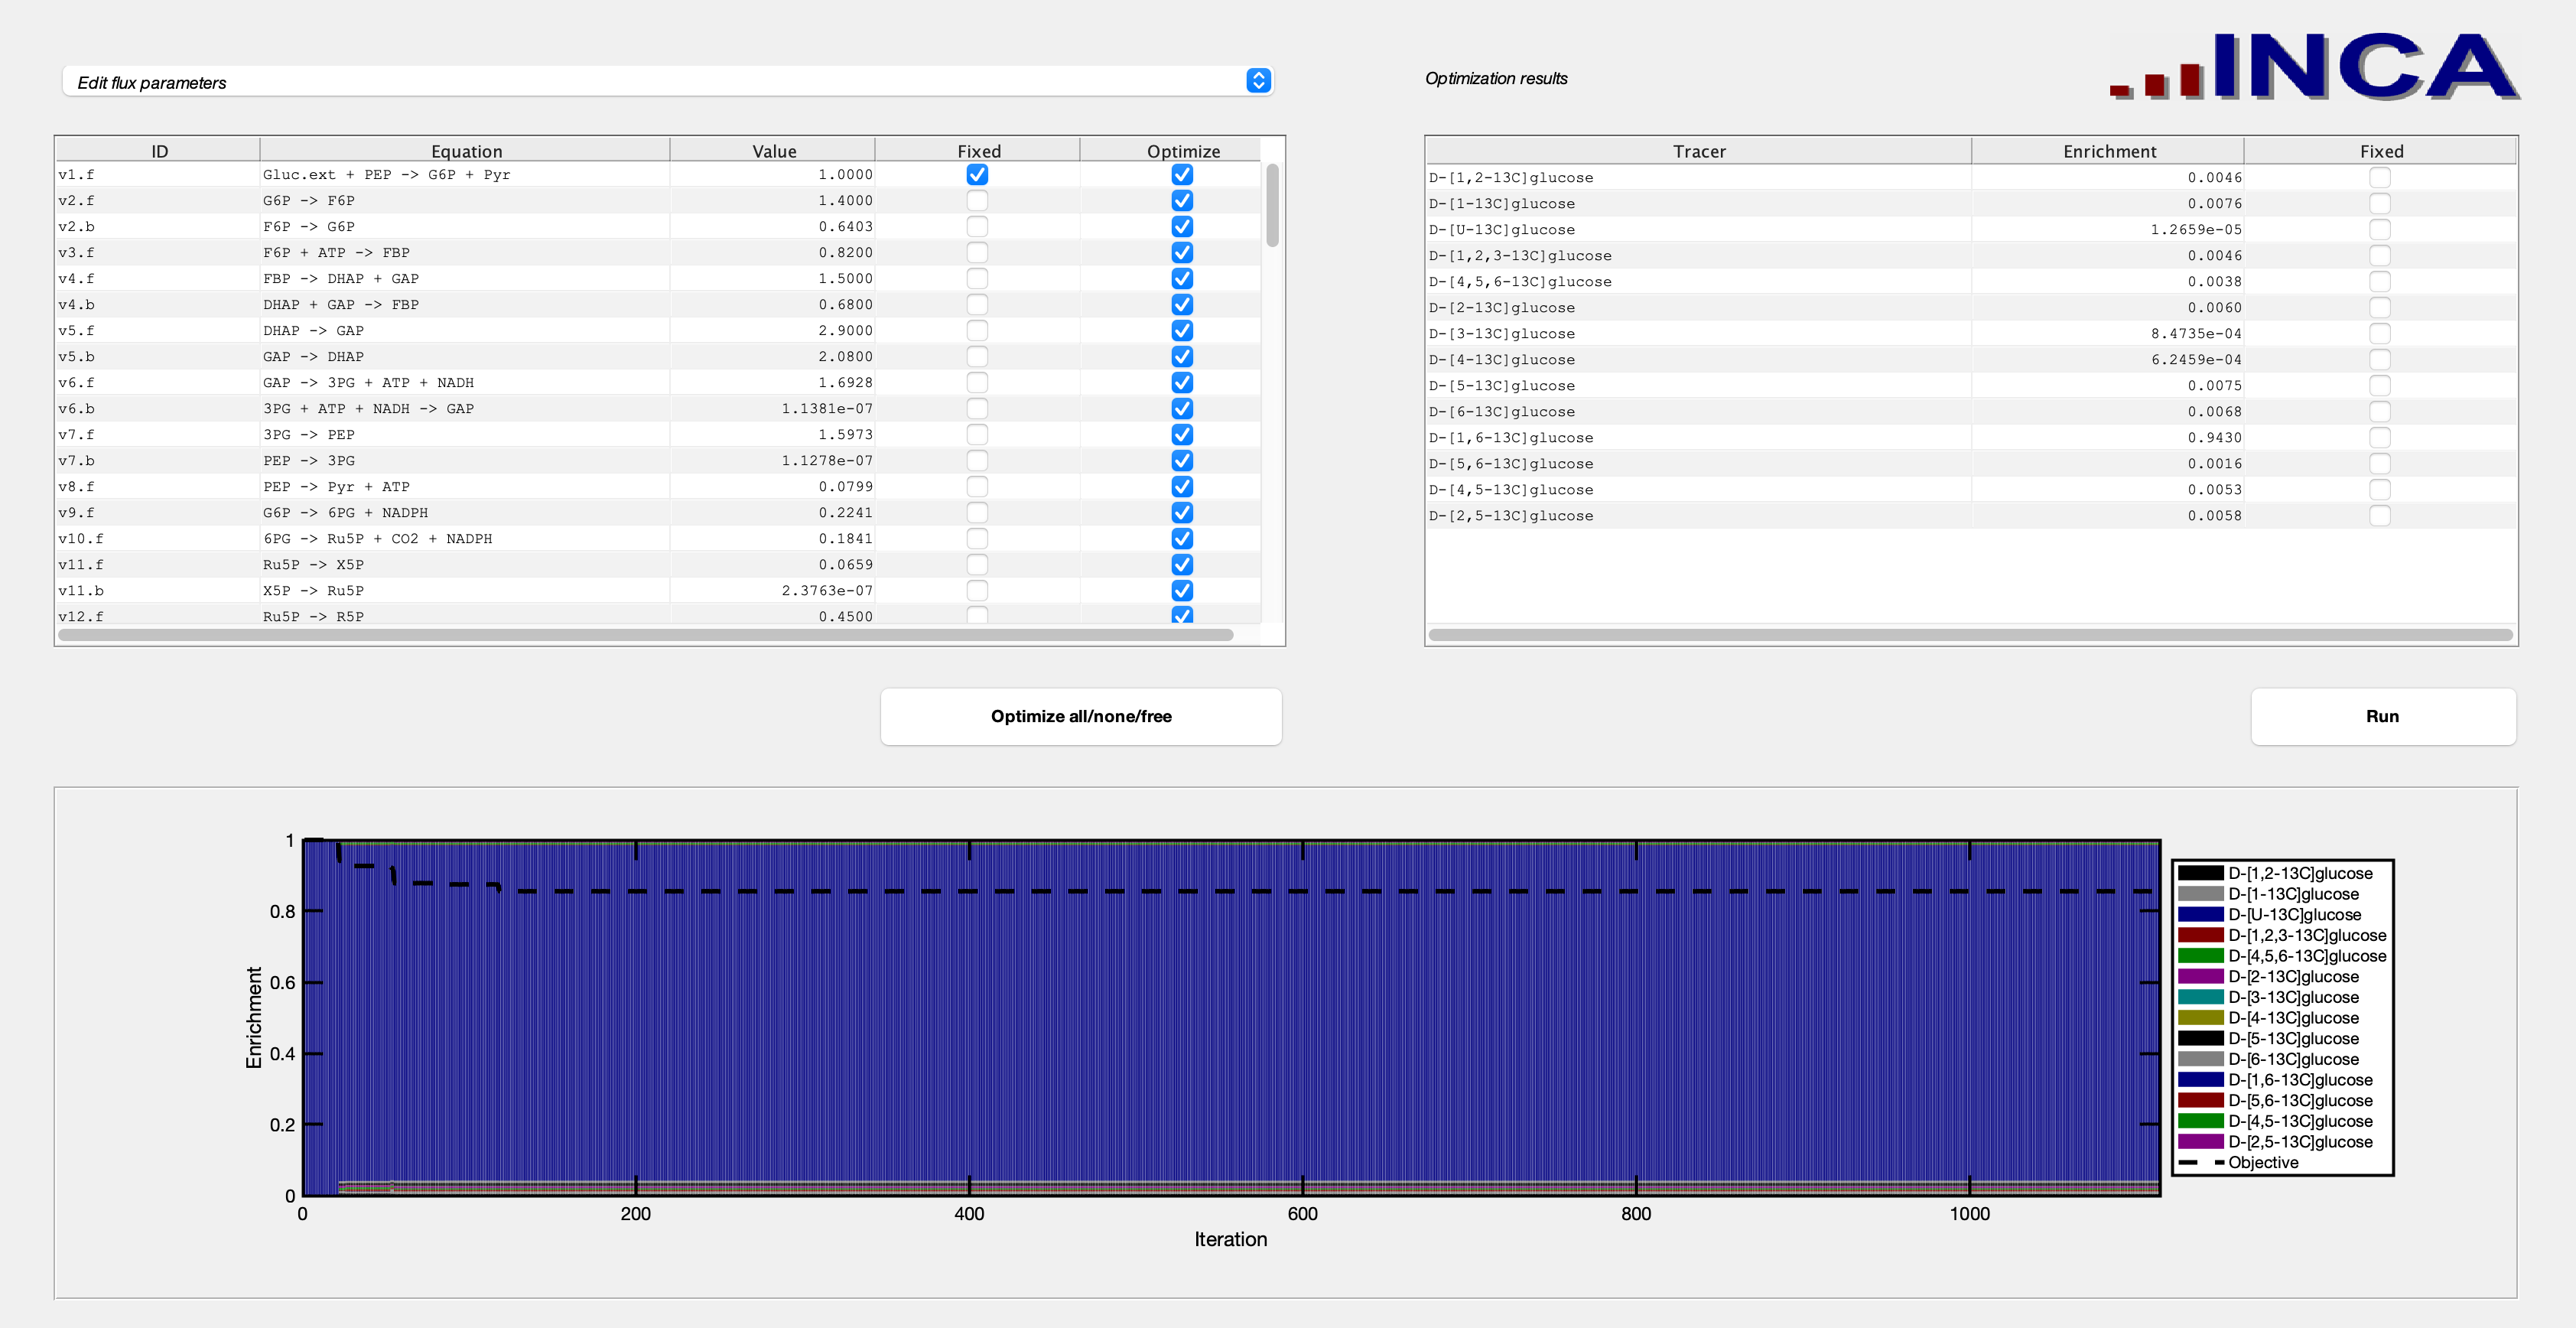 INCA
Edit flux parameters
Optimization results
ID Equation Value Fixed Optimize
v1.f Gluc.ext + PEP -> G6P + Pyr 1.0000
v2.f G6P -> F6P 1.4000
v2.b F6P -> G6P 0.6403
v3.f F6P + ATP -> FBP 0.8200
v4.f FBP -> DHAP + GAP 1.5000
v4.b DHAP + GAP -> FBP 0.6800
v5.f DHAP -> GAP 2.9000
v5.b GAP -> DHAP 2.0800
v6.f GAP -> 3PG + ATP + NADH 1.6928
v6.b 3PG + ATP + NADH -> GAP 1.1381e-07
v7.f 3PG -> PEP 1.5973
v7.b PEP -> 3PG 1.1278e-07
v8.f PEP -> Pyr + ATP 0.0799
v9.f G6P -> 6PG + NADPH 0.2241
v10.f 6PG -> Ru5P + CO2 + NADPH 0.1841
v11.f Ru5P -> X5P 0.0659
v11.b X5P -> Ru5P 2.3763e-07
v12.f Ru5P -> R5P 0.4500
Tracer Enrichment Fixed
D-[1,2-13C]glucose 0.0046
D-[1-13C]glucose 0.0076
D-[U-13C]glucose 1.2659e-05
D-[1,2,3-13C]glucose 0.0046
D-[4,5,6-13C]glucose 0.0038
D-[2-13C]glucose 0.0060
D-[3-13C]glucose 8.4735e-04
D-[4-13C]glucose 6.2459e-04
D-[5-13C]glucose 0.0075
D-[6-13C]glucose 0.0068
D-[1,6-13C]glucose 0.9430
D-[5,6-13C]glucose 0.0016
D-[4,5-13C]glucose 0.0053
D-[2,5-13C]glucose 0.0058
Optimize all/none/free
Run
1
0.8
0.6
0.4
0.2
0
Enrichment
0 200 400 600 800 1000
Iteration
D-[1,2-13C]glucose
D-[1-13C]glucose
D-[U-13C]glucose
D-[1,2,3-13C]glucose
D-[4,5,6-13C]glucose
D-[2-13C]glucose
D-[3-13C]glucose
D-[4-13C]glucose
D-[5-13C]glucose
D-[6-13C]glucose
D-[1,6-13C]glucose
D-[5,6-13C]glucose
D-[4,5-13C]glucose
D-[2,5-13C]glucose
Objective